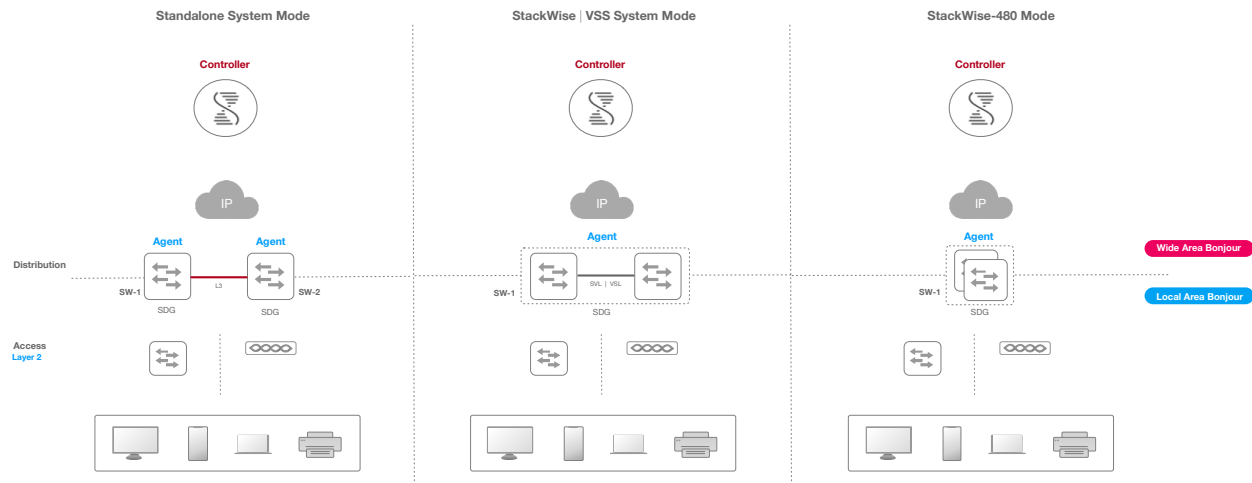 Standalone System Mode
StackWise | VSS System Mode
StackWise-480 Mode
Controller
Controller
Controller
IP
IP
IP
Agent
Agent
Agent
Agent
Wide Area Bonjour
Distribution
SW-1
L3
SW-2
SW-1
SVL | VSL
SW-1
Local Area Bonjour
SDG
SDG
SDG
SDG
Access
Layer 2